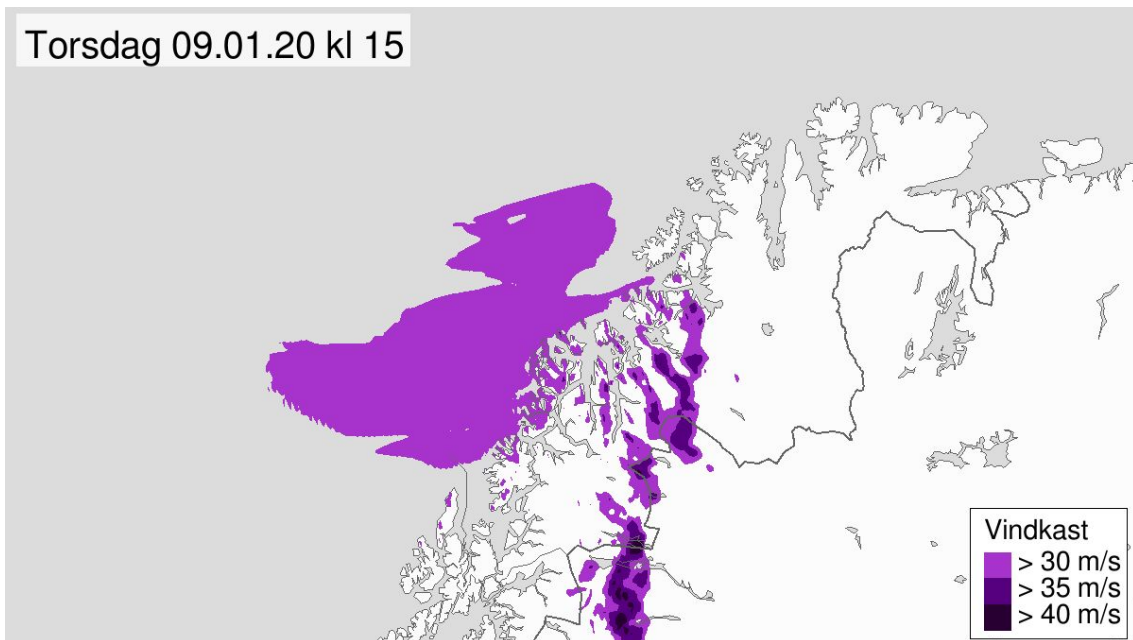 Torsdag 09.01.20 kl 15
Vindkast
> 30 m/s
> 35 m/s
> 40 m/s